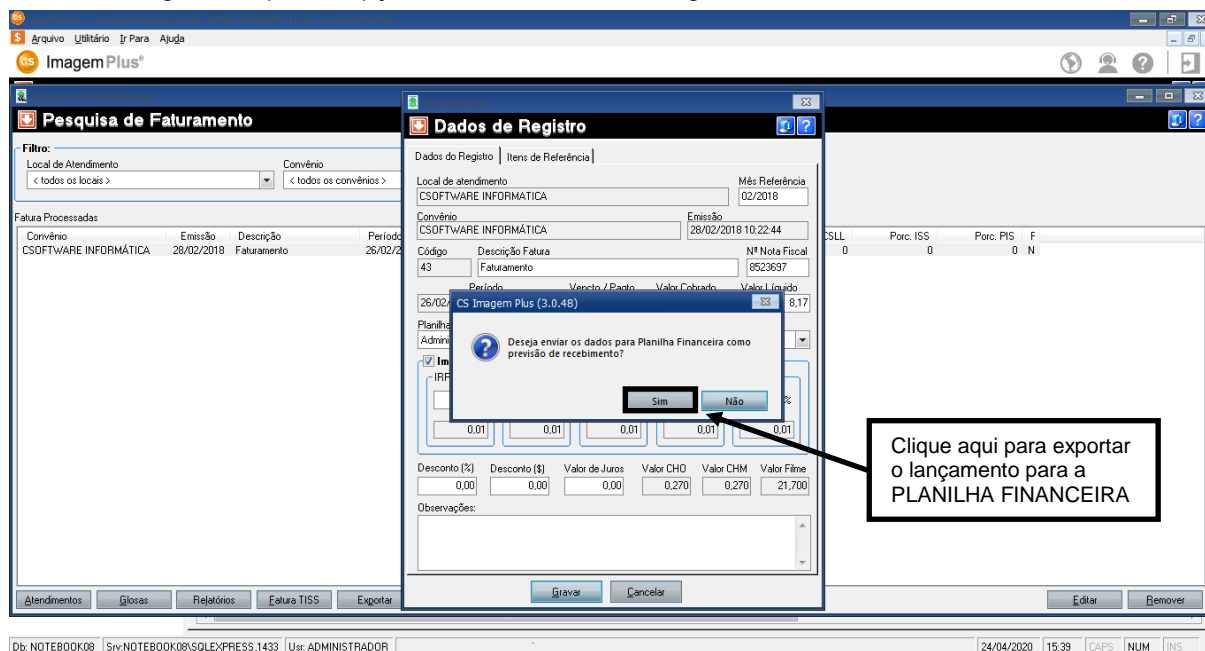 Arquivo Utilitário Ir Para Ajuda
CS Imagem Plus®
Pesquisa de Faturamento
Filtro:
Local de Atendimento Convênio
< todos os locais > < todos os convênios >
Fatura Processadas
Convênio Emissão Descrição Período CSLL Porc. ISS Porc. PIS F
CSOFTWARE INFORMÁTICA 28/02/2018 Faturamento 26/02/2 0 0 0 N
Dados de Registro
Dados do Registro Itens de Referência
Local de atendimento Mês Referência
CSOFTWARE INFORMATICA 02/2018
Convênio Emissão
CSOFTWARE INFORMÁTICA 28/02/2018 10:22:44
Código Descrição Fatura Nª Nota Fiscal
43 Faturamento 8523697
Período Vencto / Pagto Valor Cobrado Valor Líquido
26/02/ 8,17
Planilha
Admini
Im
IRR
%
0,01 0,01 0,01 0,01 0,01
CS Imagem Plus (3.0.48)
Deseja enviar os dados para Planilha Financeira como
previsão de recebimento?
Sim Não
Clique aqui para exportar
o lançamento para a
PLANILHA FINANCEIRA
Desconto (%) Desconto ($) Valor de Juros Valor CHO Valor CHM Valor Filme
0,00 0,00 0,00 0,270 0,270 21,700
Observações:
Gravar Cancelar
Atendimentos Glosas Relatórios Fatura TISS Exportar Editar Remover
Db: NOTEBOOK08 Srv:NOTEBOOK08\SQLEXPRESS,1433 Usr: ADMINISTRADOR 24/04/2020 15:39 CAPS NUM INS